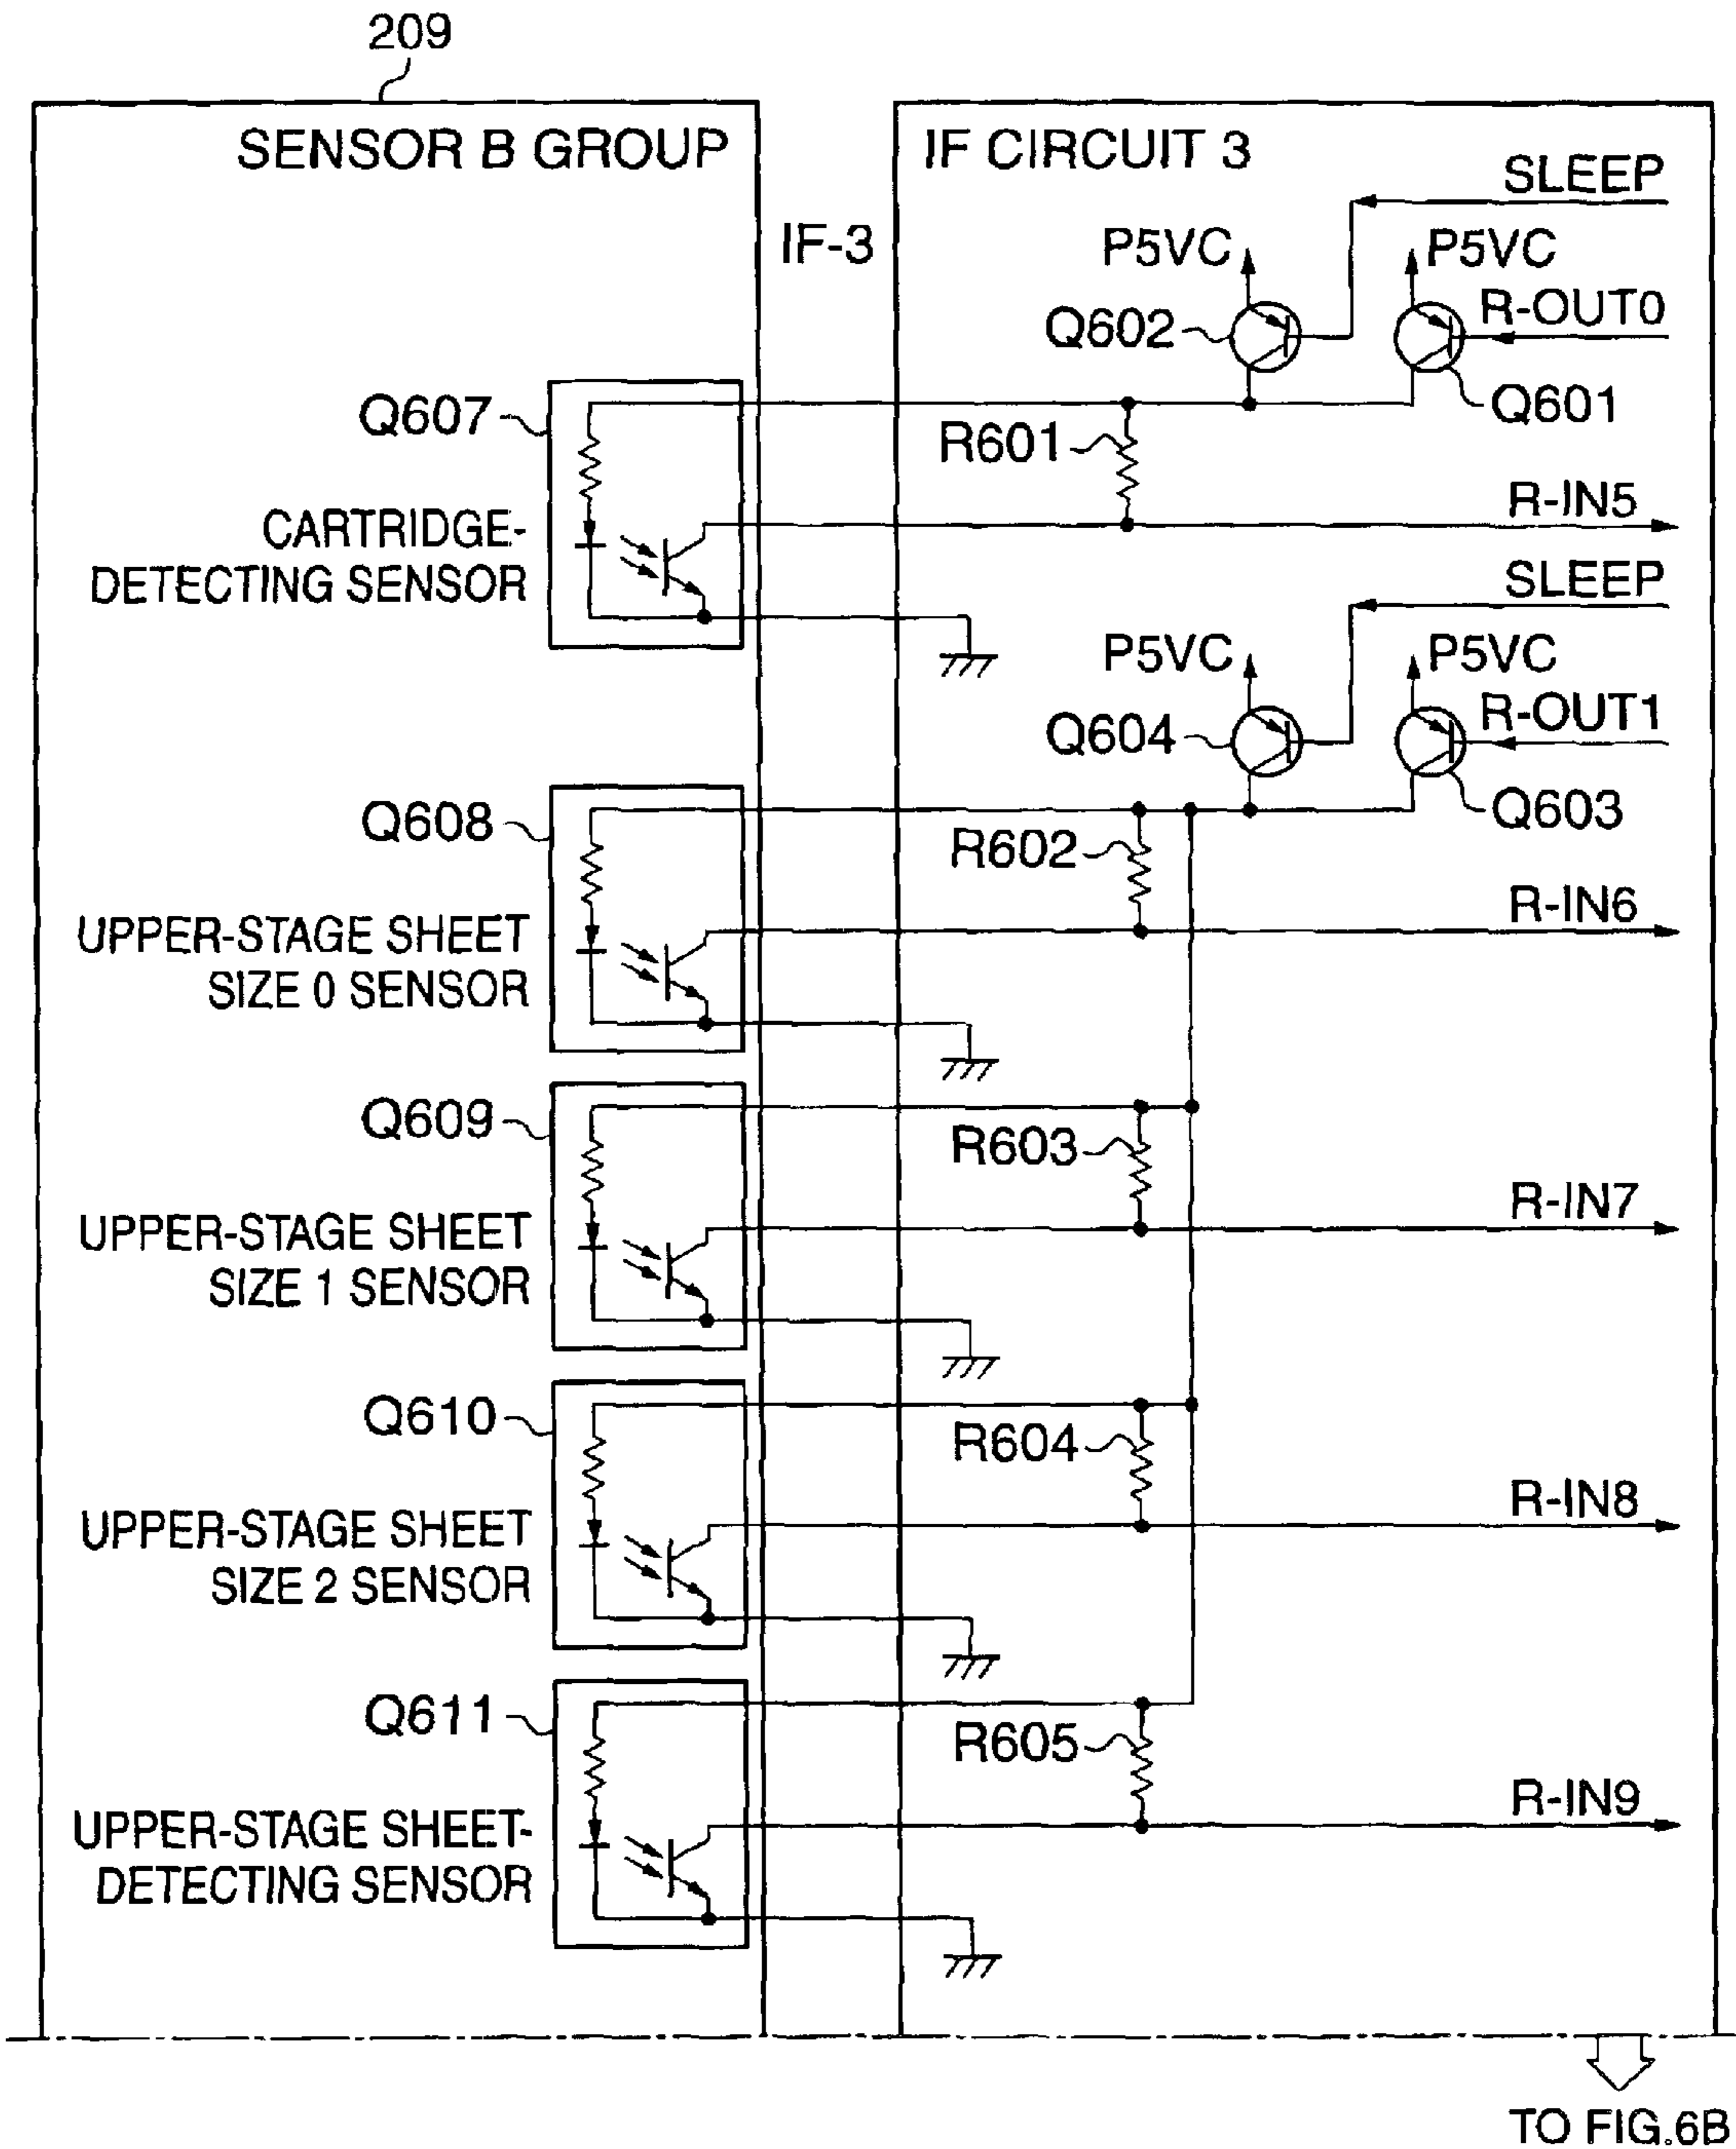 209
SENSOR B GROUP
IF-3
IF CIRCUIT 3
SLEEP
P5VC
P5VC
R-OUT0
Q602
Q601
Q607
R601
R-IN5
CARTRIDGE-
DETECTING SENSOR
SLEEP
P5VC
P5VC
R-OUT1
Q604
Q603
Q608
R602
R-IN6
UPPER-STAGE SHEET
SIZE 0 SENSOR
Q609
R603
R-IN7
UPPER-STAGE SHEET
SIZE 1 SENSOR
Q610
R604
R-IN8
UPPER-STAGE SHEET
SIZE 2 SENSOR
Q611
R605
R-IN9
UPPER-STAGE SHEET-
DETECTING SENSOR
TO FIG.6B